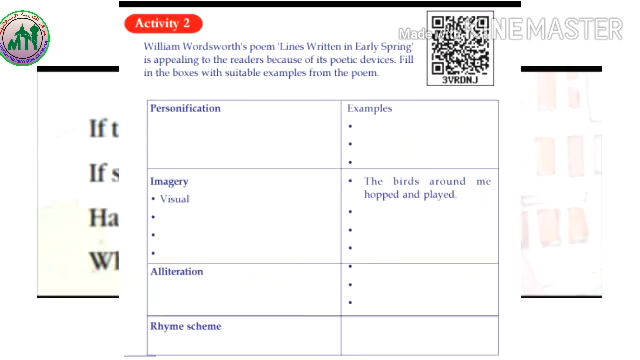 Activity 2
Made with KINEMASTER
William Wordsworth's poem 'Lines Written in Early Spring'
is appealing to the readers because of its poetic devices. Fill
in the boxes with suitable examples from the poem.
3VRDNJ
Personification
Examples
•
•
•
Imagery
• Visual
•
•
•
• The birds around me
hopped and played.
•
•
•
Alliteration
•
•
•
Rhyme scheme
If t
If s
Ha
Wh